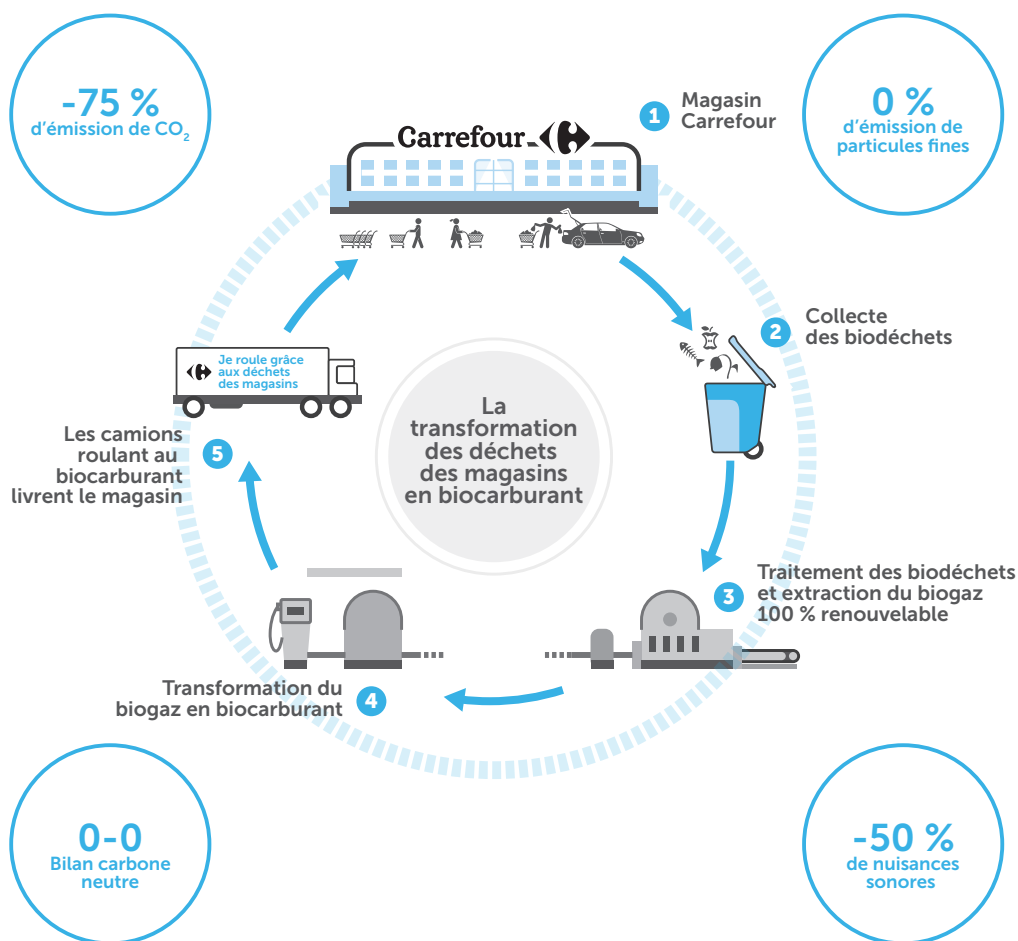 -75 %
d'émission de CO₂
0 %
d'émission de
particules fines
1
Magasin
Carrefour
Carrefour
2
Collecte
des biodéchets
Je roule grâce
aux déchets
des magasins
La
transformation
des déchets
des magasins
en biocarburant
Les camions
roulant au
biocarburant
livrent le magasin
5
3
Traitement des biodéchets
et extraction du biogaz
100 % renouvelable
Transformation du
biogaz en biocarburant
4
0-0
Bilan carbone
neutre
-50 %
de nuisances
sonores